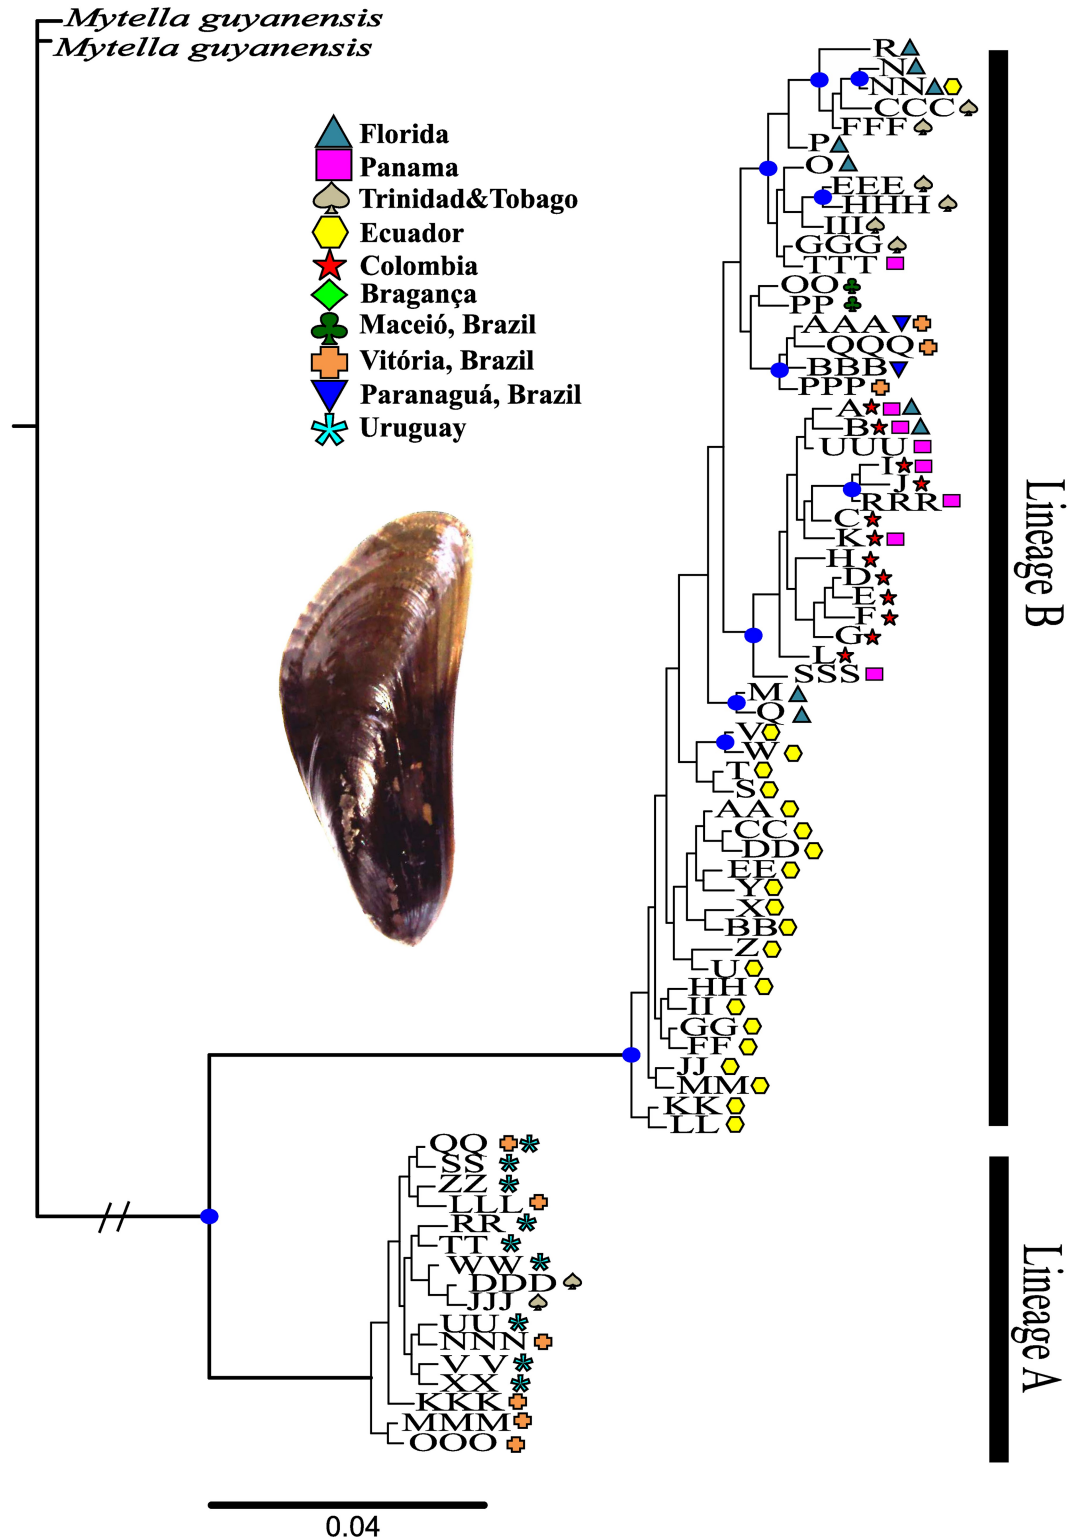 Mytella guyanensis
Mytella guyanensis
Florida
Panama
Trinidad&Tobago
Ecuador
Colombia
Bragança
Maceió, Brazil
Vitória, Brazil
Paranaguá, Brazil
Uruguay
R
N
NN
CCC
FFF
P
O
EEE
HHH
III
GGG
TTT
OO
PP
AAA
QQQ
BBB
PPP
A
B
UUU
I
J
RRR
C
K
H
D
E
F
G
L
SSS
M
Q
V
W
T
S
AA
CC
DD
EE
Y
X
BB
Z
U
HH
II
GG
FF
JJ
MM
KK
LL
Lineage B
QQ
SS
ZZ
LLL
RR
TT
WW
DDD
JJJ
UU
NNN
VV
XX
KKK
MMM
OOO
Lineage A
0.04